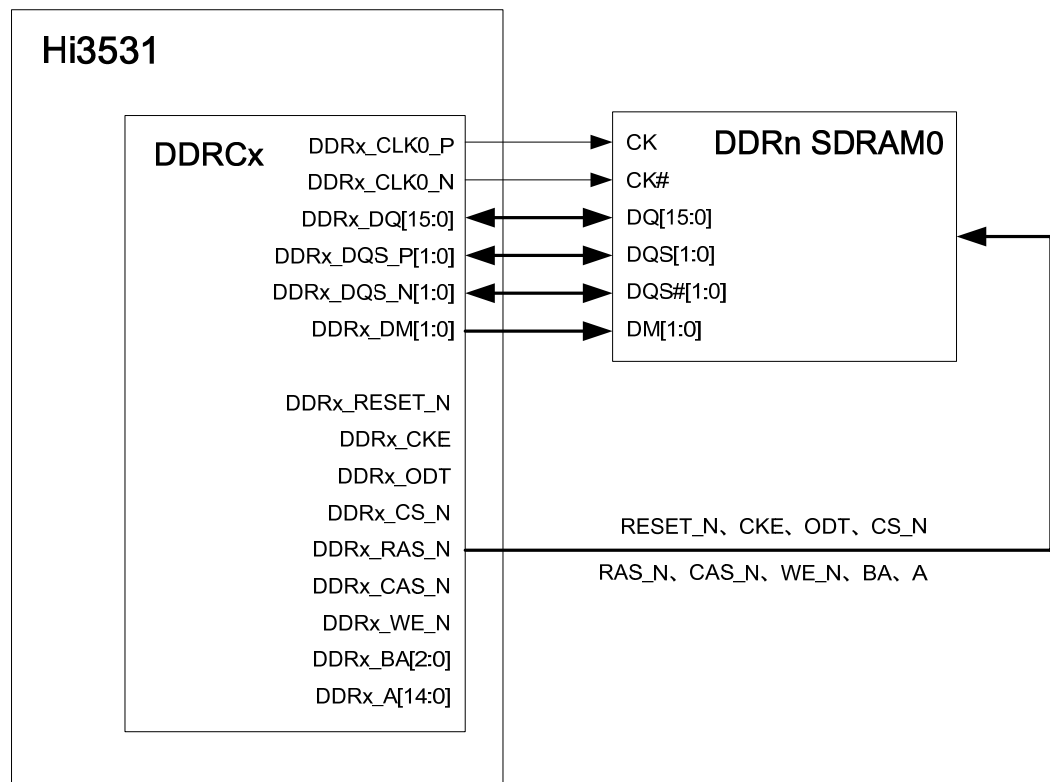 Hi3531
DDRCx
DDRx_CLK0_P
DDRx_CLK0_N
DDRx_DQ[15:0]
DDRx_DQS_P[1:0]
DDRx_DQS_N[1:0]
DDRx_DM[1:0]
DDRx_RESET_N
DDRx_CKE
DDRx_ODT
DDRx_CS_N
DDRx_RAS_N
DDRx_CAS_N
DDRx_WE_N
DDRx_BA[2:0]
DDRx_A[14:0]
DDRn SDRAM0
CK
CK#
DQ[15:0]
DQS[1:0]
DQS#[1:0]
DM[1:0]
RESET_N、CKE、ODT、CS_N
RAS_N、CAS_N、WE_N、BA、A